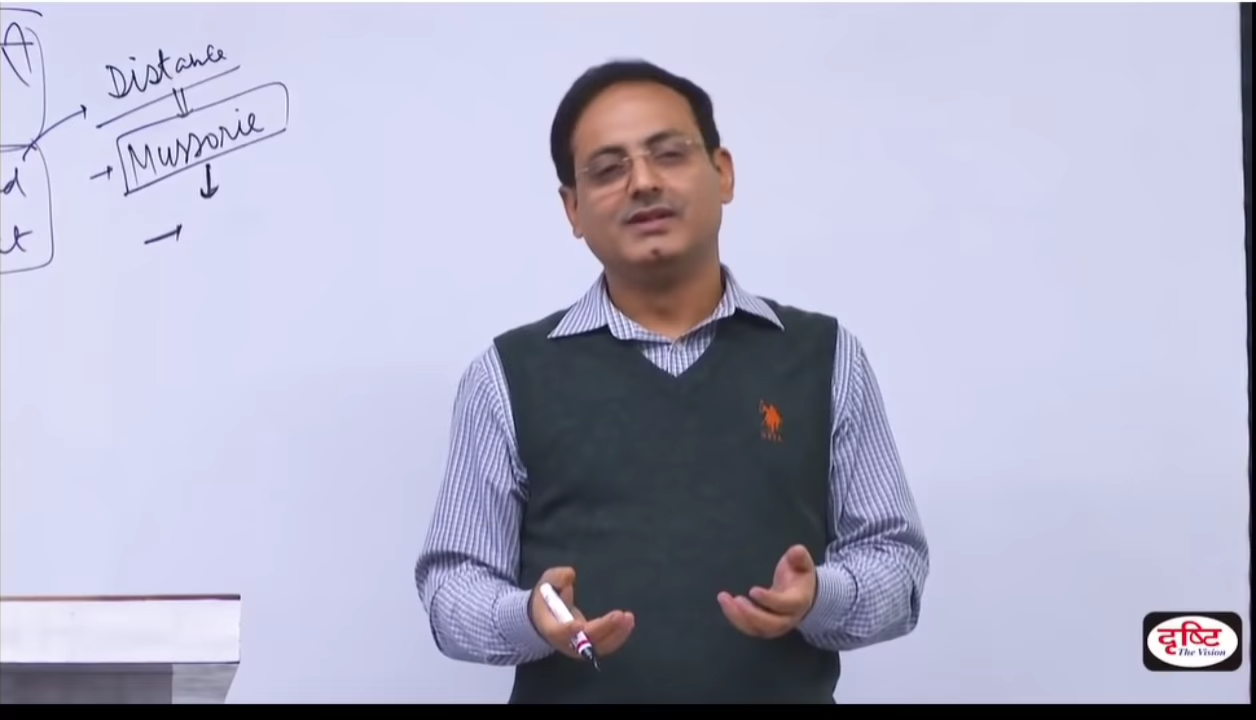 A
Distance
Mussorie
d
t
दृष्टि
The Vision